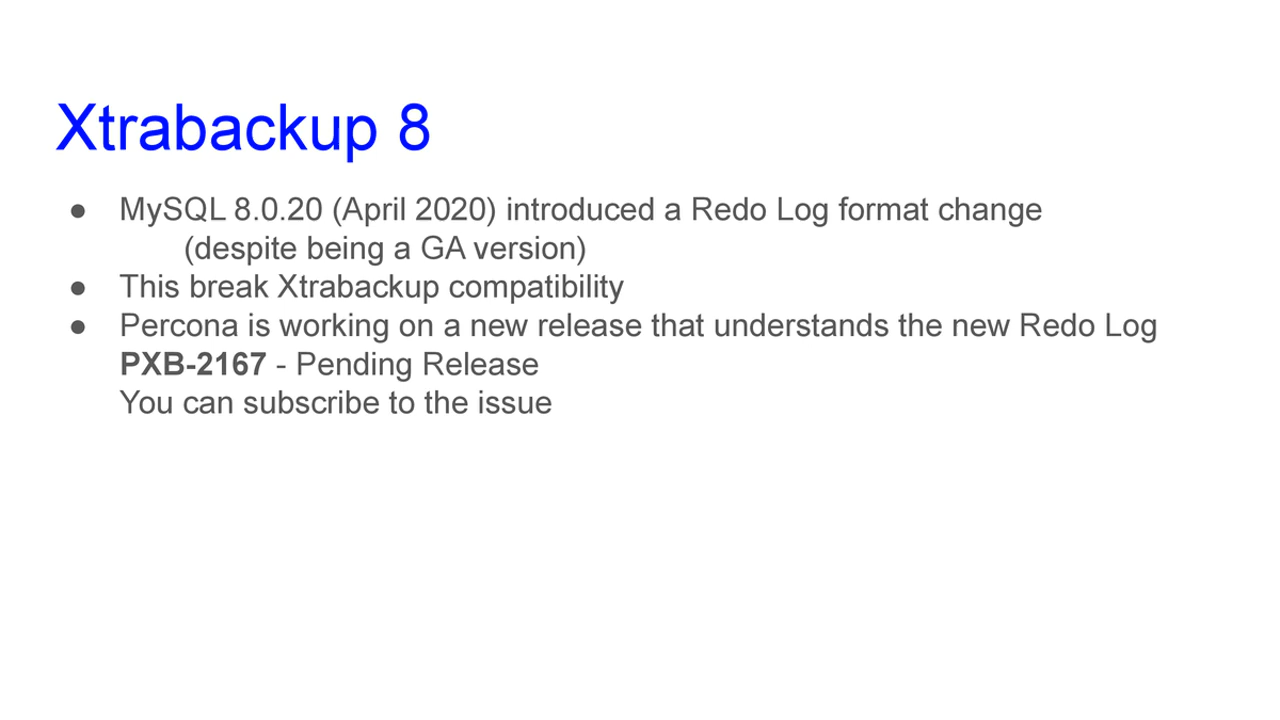 Xtrabackup 8
● MySQL 8.0.20 (April 2020) introduced a Redo Log format change
(despite being a GA version)
● This break Xtrabackup compatibility
● Percona is working on a new release that understands the new Redo Log
PXB-2167 - Pending Release
You can subscribe to the issue